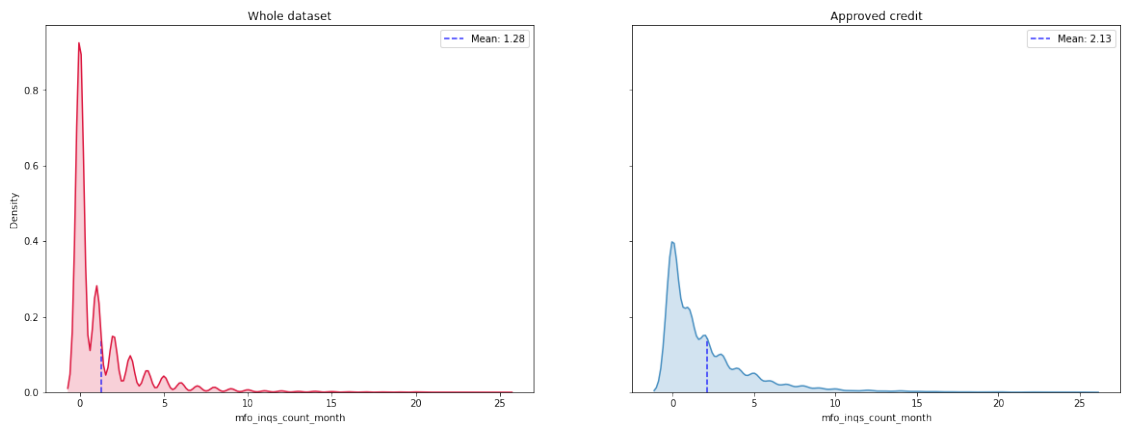 Whole dataset
Mean: 1.28
Density
0.8
0.6
0.4
0.2
0.0
0 5 10 15 20 25
mfo_inqs_count_month
Approved credit
Mean: 2.13
0 5 10 15 20 25
mfo_inqs_count_month